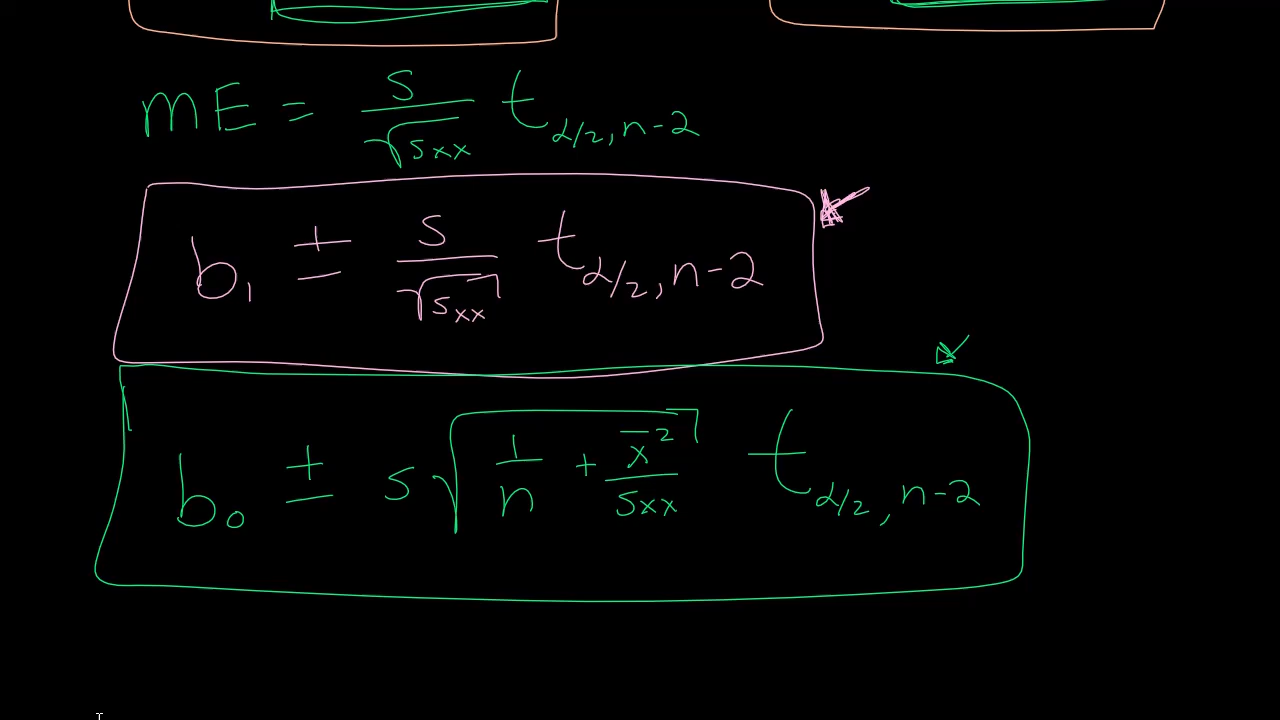 ME = s/√sxx t α/2, n-2
b₁ ± s/√sxx t α/2, n-2
b₀ ± s√(1/n + x̅²/sxx) t α/2, n-2